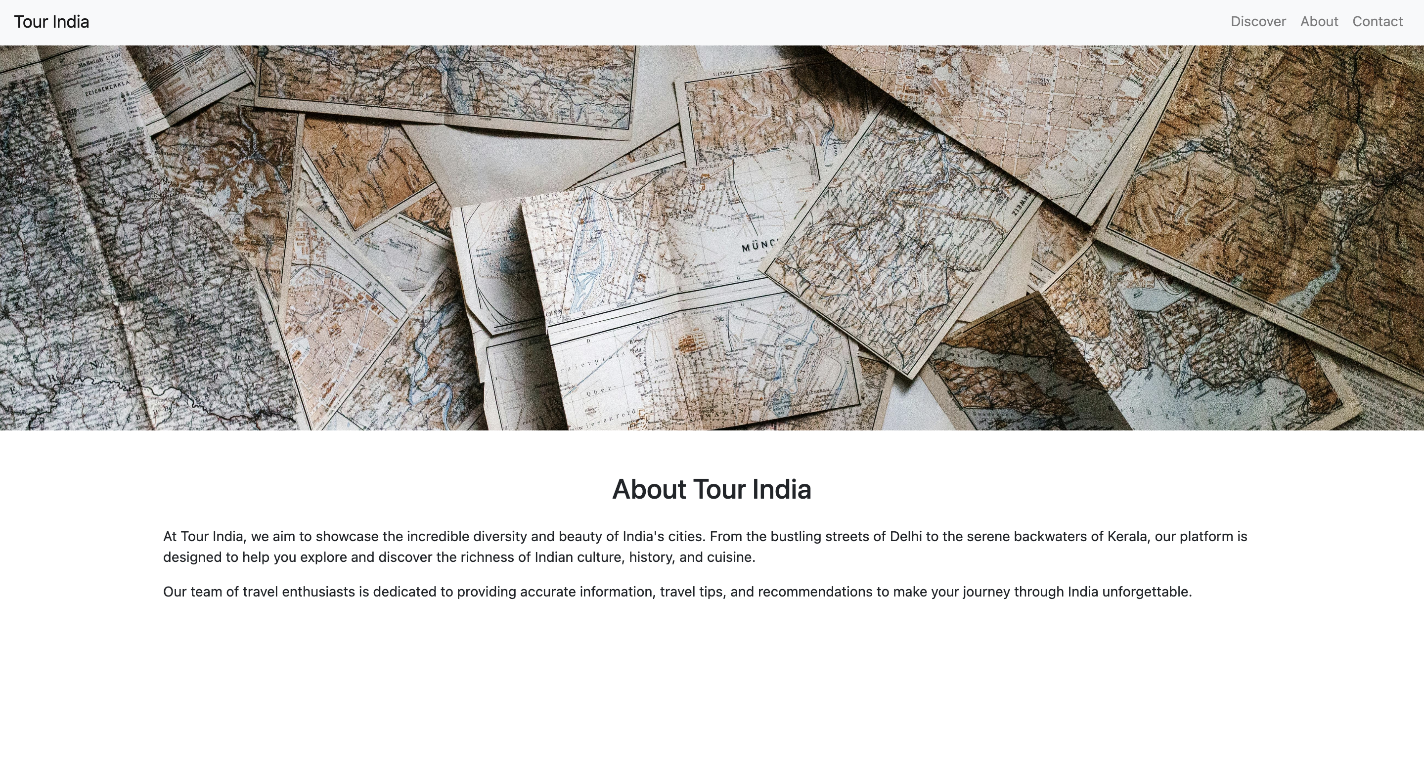 Tour India
Discover About Contact
ZEICHENERKL
MÜNC
About Tour India
At Tour India, we aim to showcase the incredible diversity and beauty of India's cities. From the bustling streets of Delhi to the serene backwaters of Kerala, our platform is
designed to help you explore and discover the richness of Indian culture, history, and cuisine.
Our team of travel enthusiasts is dedicated to providing accurate information, travel tips, and recommendations to make your journey through India unforgettable.